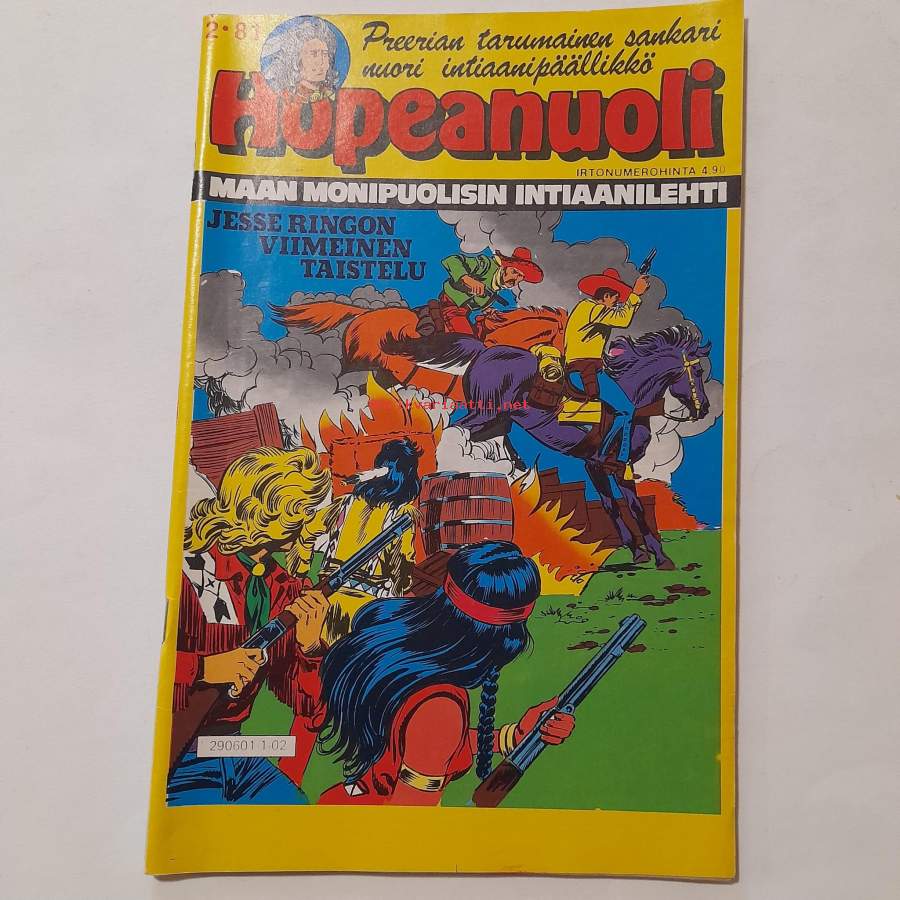 2•81
Preerian tarumainen sankari
nuori intiaanipäällikkö
Hopeanuoli
IRTONUMEROHINTA 4,90
MAAN MONIPUOLISIN INTIAANILEHTI
JESSE RINGON
VIIMEINEN
TAISTELU
290601 1-02